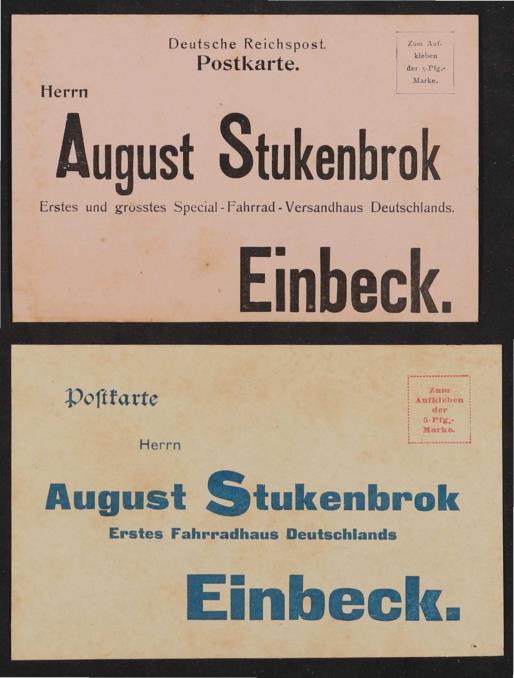 Deutsche Reichspost.
Postkarte.
Zum Auf-
kleben
der 5-Pfg.-
Marke.
Herrn
August Stukenbrok
Erstes und grösstes Special-Fahrrad-Versandhaus Deutschlands.
Einbeck.
Postkarte
Zum
Aufkleben
der
5-Pfg.-
Marke.
Herrn
August Stukenbrok
Erstes Fahrradhaus Deutschlands
Einbeck.